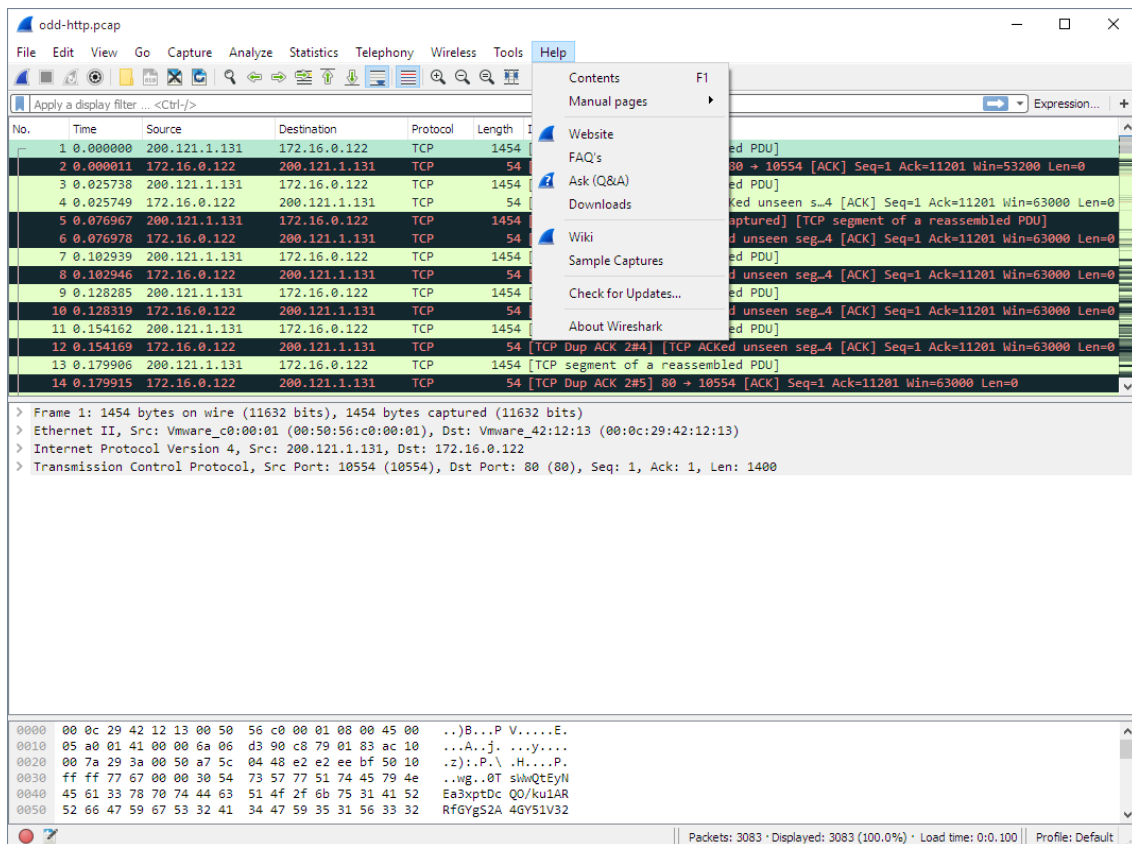 odd-http.pcap
File Edit View Go Capture Analyze Statistics Telephony Wireless Tools Help
Apply a display filter ... <Ctrl-/> Expression... +
Contents F1
Manual pages
Website
FAQ's
Ask (Q&A)
Downloads
Wiki
Sample Captures
Check for Updates...
About Wireshark
No. Time Source Destination Protocol Length
1 0.000000 200.121.1.131 172.16.0.122 TCP 1454 [ ed PDU]
2 0.000011 172.16.0.122 200.121.1.131 TCP 54 [ 80 → 10554 [ACK] Seq=1 Ack=11201 Win=53200 Len=0
3 0.025738 200.121.1.131 172.16.0.122 TCP 1454 [ ed PDU]
4 0.025749 172.16.0.122 200.121.1.131 TCP 54 [ Ked unseen s…4 [ACK] Seq=1 Ack=11201 Win=63000 Len=0
5 0.076967 200.121.1.131 172.16.0.122 TCP 1454 [ aptured] [TCP segment of a reassembled PDU]
6 0.076978 172.16.0.122 200.121.1.131 TCP 54 [ d unseen seg…4 [ACK] Seq=1 Ack=11201 Win=63000 Len=0
7 0.102939 200.121.1.131 172.16.0.122 TCP 1454 [ ed PDU]
8 0.102946 172.16.0.122 200.121.1.131 TCP 54 [ d unseen seg…4 [ACK] Seq=1 Ack=11201 Win=63000 Len=0
9 0.128285 200.121.1.131 172.16.0.122 TCP 1454 [ ed PDU]
10 0.128319 172.16.0.122 200.121.1.131 TCP 54 [ d unseen seg…4 [ACK] Seq=1 Ack=11201 Win=63000 Len=0
11 0.154162 200.121.1.131 172.16.0.122 TCP 1454 [ ed PDU]
12 0.154169 172.16.0.122 200.121.1.131 TCP 54 [TCP Dup ACK 2#4] [TCP ACKed unseen seg…4 [ACK] Seq=1 Ack=11201 Win=63000 Len=0
13 0.179906 200.121.1.131 172.16.0.122 TCP 1454 [TCP segment of a reassembled PDU]
14 0.179915 172.16.0.122 200.121.1.131 TCP 54 [TCP Dup ACK 2#5] 80 → 10554 [ACK] Seq=1 Ack=11201 Win=63000 Len=0
> Frame 1: 1454 bytes on wire (11632 bits), 1454 bytes captured (11632 bits)
> Ethernet II, Src: Vmware_c0:00:01 (00:50:56:c0:00:01), Dst: Vmware_42:12:13 (00:0c:29:42:12:13)
> Internet Protocol Version 4, Src: 200.121.1.131, Dst: 172.16.0.122
> Transmission Control Protocol, Src Port: 10554 (10554), Dst Port: 80 (80), Seq: 1, Ack: 1, Len: 1400
0000 00 0c 29 42 12 13 00 50 56 c0 00 01 08 00 45 00 ..)B...P V.....E.
0010 05 a0 01 41 00 00 6a 06 d3 90 c8 79 01 83 ac 10 ...A..j. ...y....
0020 00 7a 29 3a 00 50 a7 5c 04 48 e2 e2 ee bf 50 10 .z):.P.\ .H....P.
0030 ff ff 77 67 00 00 30 54 73 57 77 51 74 45 79 4e ..wg..0T sWwQtEyN
0040 45 61 33 78 70 74 44 63 51 4f 2f 6b 75 31 41 52 Ea3xptDc QO/ku1AR
0050 52 66 47 59 67 53 32 41 34 47 59 35 31 56 33 32 RfGYgS2A 4GY51V32
Packets: 3083 · Displayed: 3083 (100.0%) · Load time: 0:0.100 Profile: Default